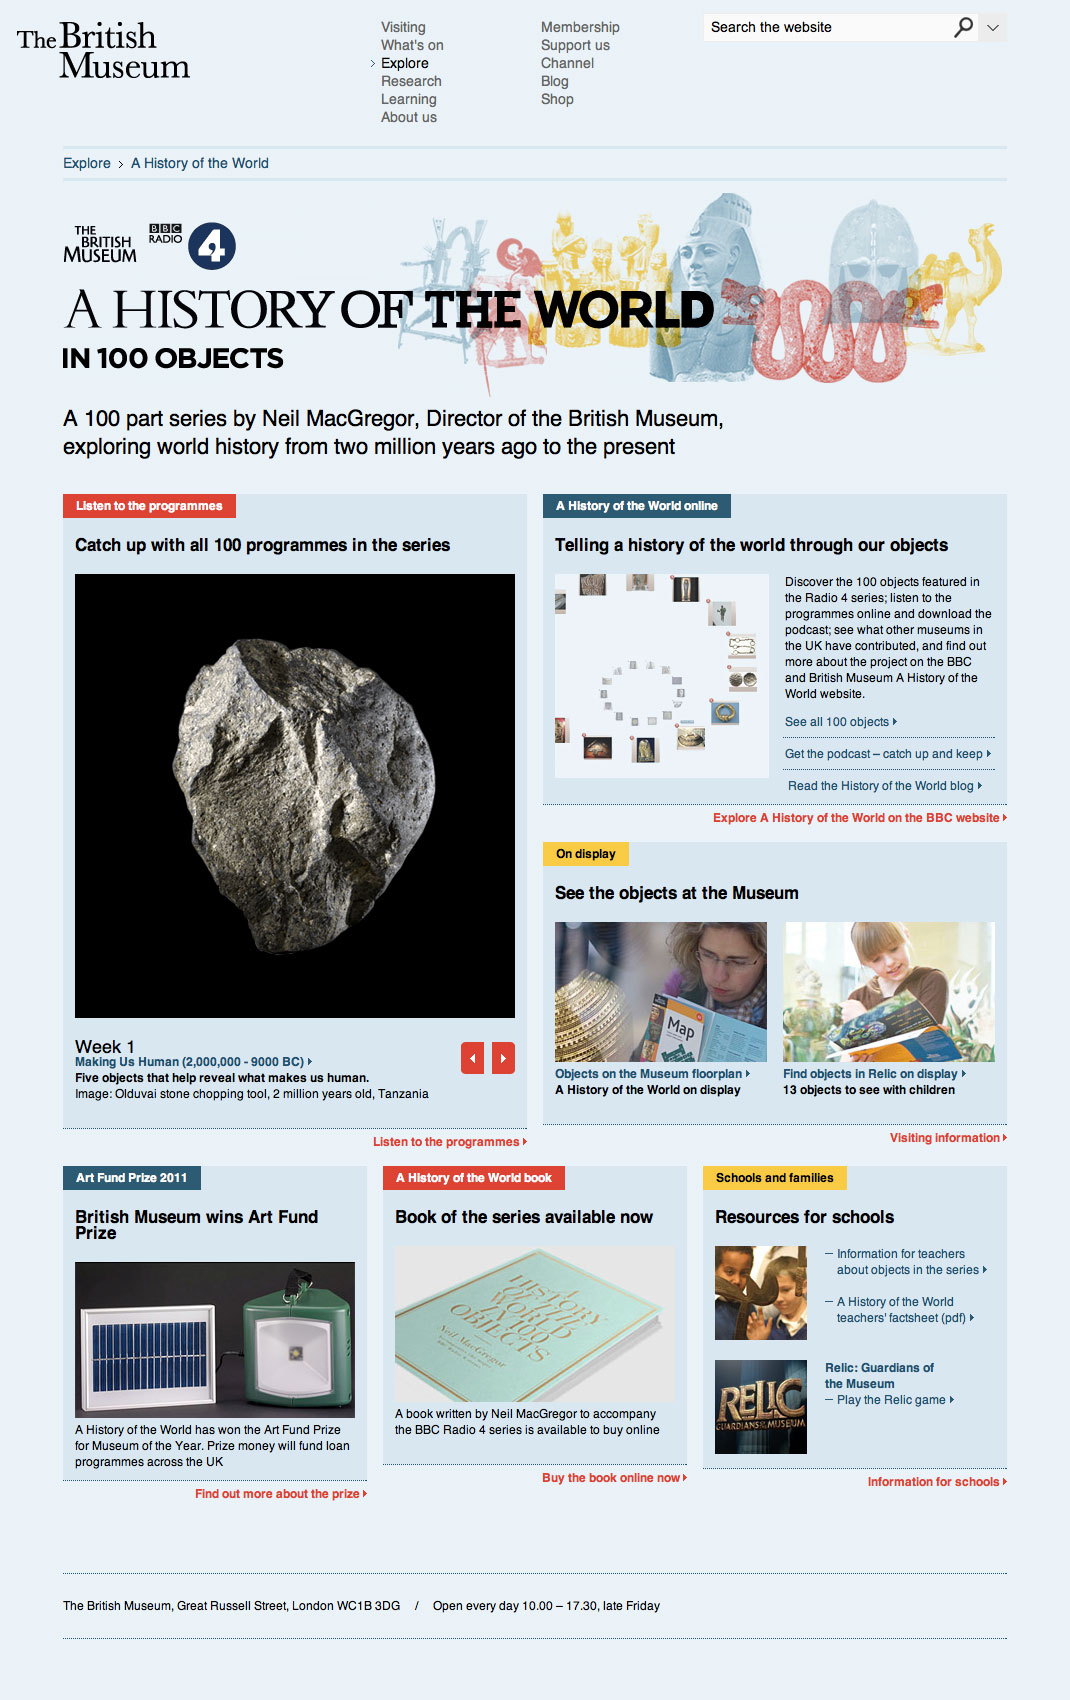 The British
Museum
Visiting
What's on
Explore
Research
Learning
About us
Membership
Support us
Channel
Blog
Shop
Search the website
Explore > A History of the World
THE
BRITISH
MUSEUM
BBC
RADIO
4
A HISTORY OF THE WORLD
IN 100 OBJECTS
A 100 part series by Neil MacGregor, Director of the British Museum,
exploring world history from two million years ago to the present
Listen to the programmes
Catch up with all 100 programmes in the series
Week 1
Making Us Human (2,000,000 - 9000 BC)
Five objects that help reveal what makes us human.
Image: Olduvai stone chopping tool, 2 million years old, Tanzania
Listen to the programmes
A History of the World online
Telling a history of the world through our objects
Discover the 100 objects featured in
the Radio 4 series; listen to the
programmes online and download the
podcast; see what other museums in
the UK have contributed, and find out
more about the project on the BBC
and British Museum A History of the
World website.
See all 100 objects
Get the podcast – catch up and keep
Read the History of the World blog
Explore A History of the World on the BBC website
On display
See the objects at the Museum
Map
Objects on the Museum floorplan
A History of the World on display
Find objects in Relic on display
13 objects to see with children
Visiting information
Art Fund Prize 2011
British Museum wins Art Fund
Prize
A History of the World has won the Art Fund Prize
for Museum of the Year. Prize money will fund loan
programmes across the UK
Find out more about the prize
A History of the World book
Book of the series available now
A
HISTORY
OF THE
WORLD
IN 100
OBJECTS
Neil MacGregor
A book written by Neil MacGregor to accompany
the BBC Radio 4 series is available to buy online
Buy the book online now
Schools and families
Resources for schools
– Information for teachers
about objects in the series
– A History of the World
teachers' factsheet (pdf)
RELIC
GUARDIANS OF THE MUSEUM
Relic: Guardians of
the Museum
– Play the Relic game
Information for schools
The British Museum, Great Russell Street, London WC1B 3DG / Open every day 10.00 – 17.30, late Friday